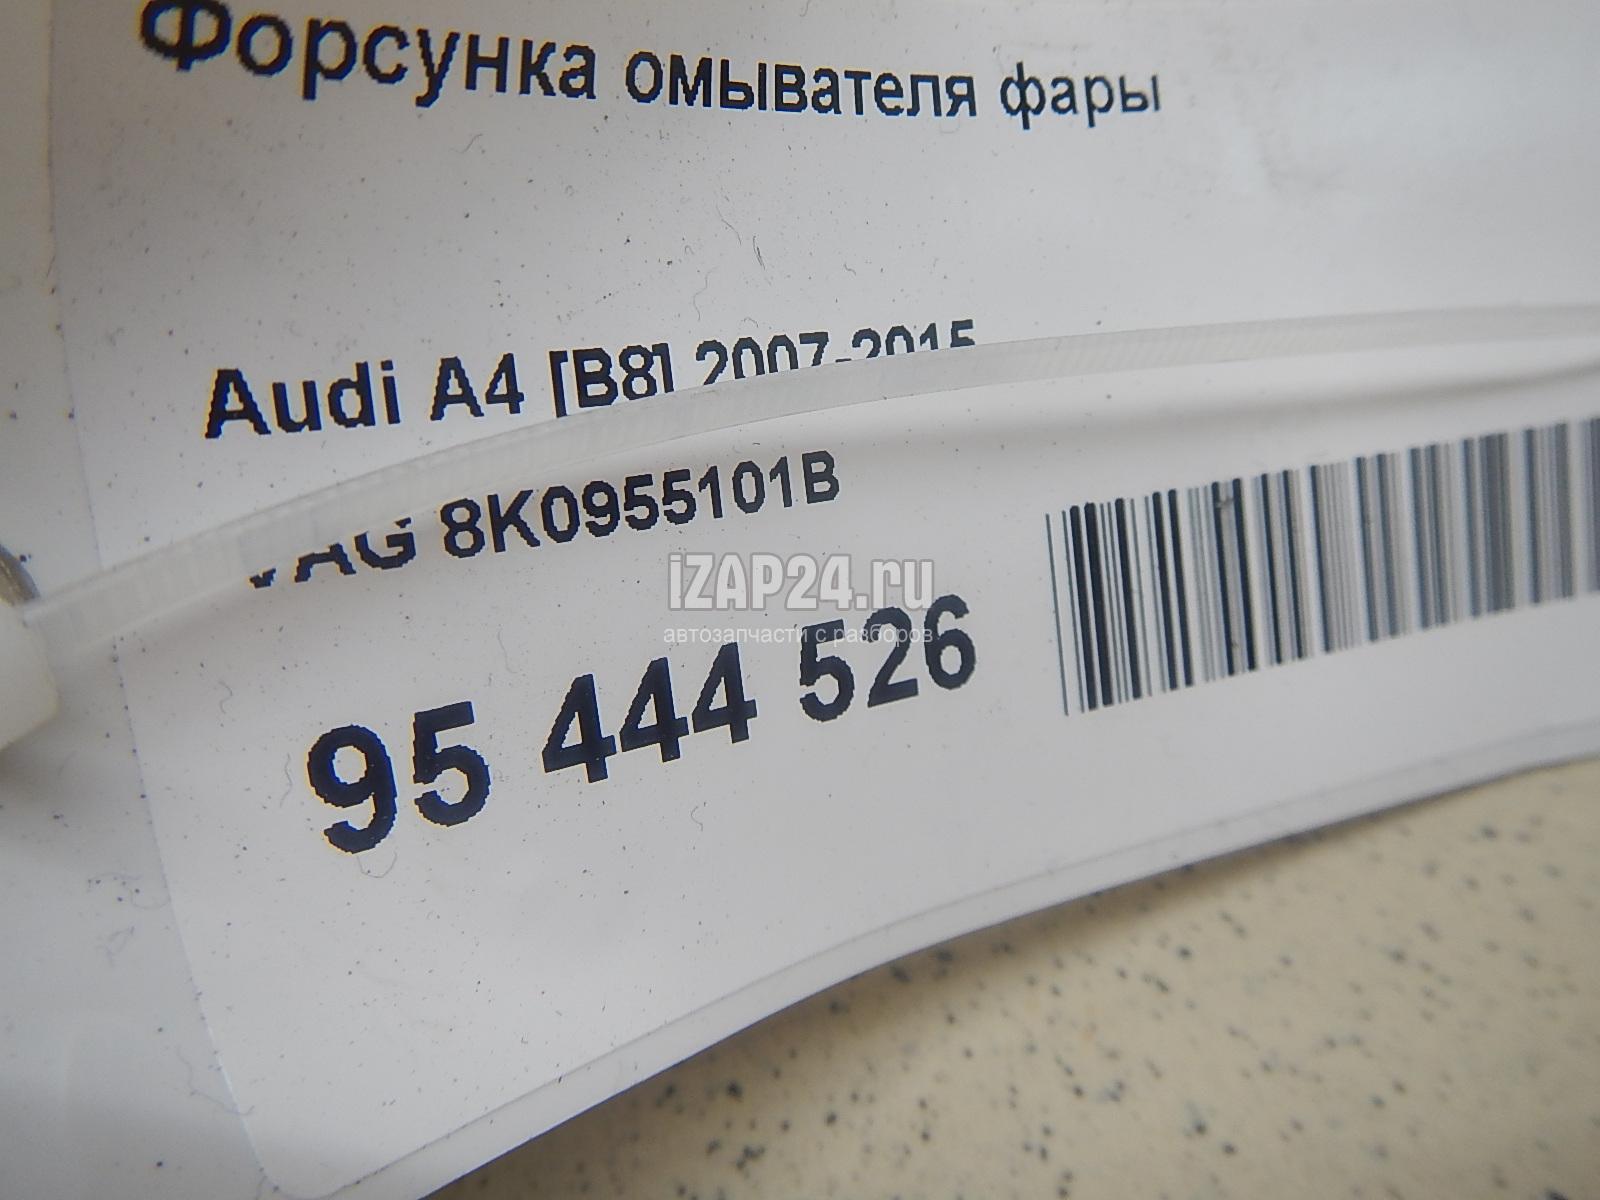 Форсунка омывателя фары
Audi A4 [B8] 2007-2015
VAG 8K0955101B
iZAP24.ru
автозапчасти с разборов
95 444 526